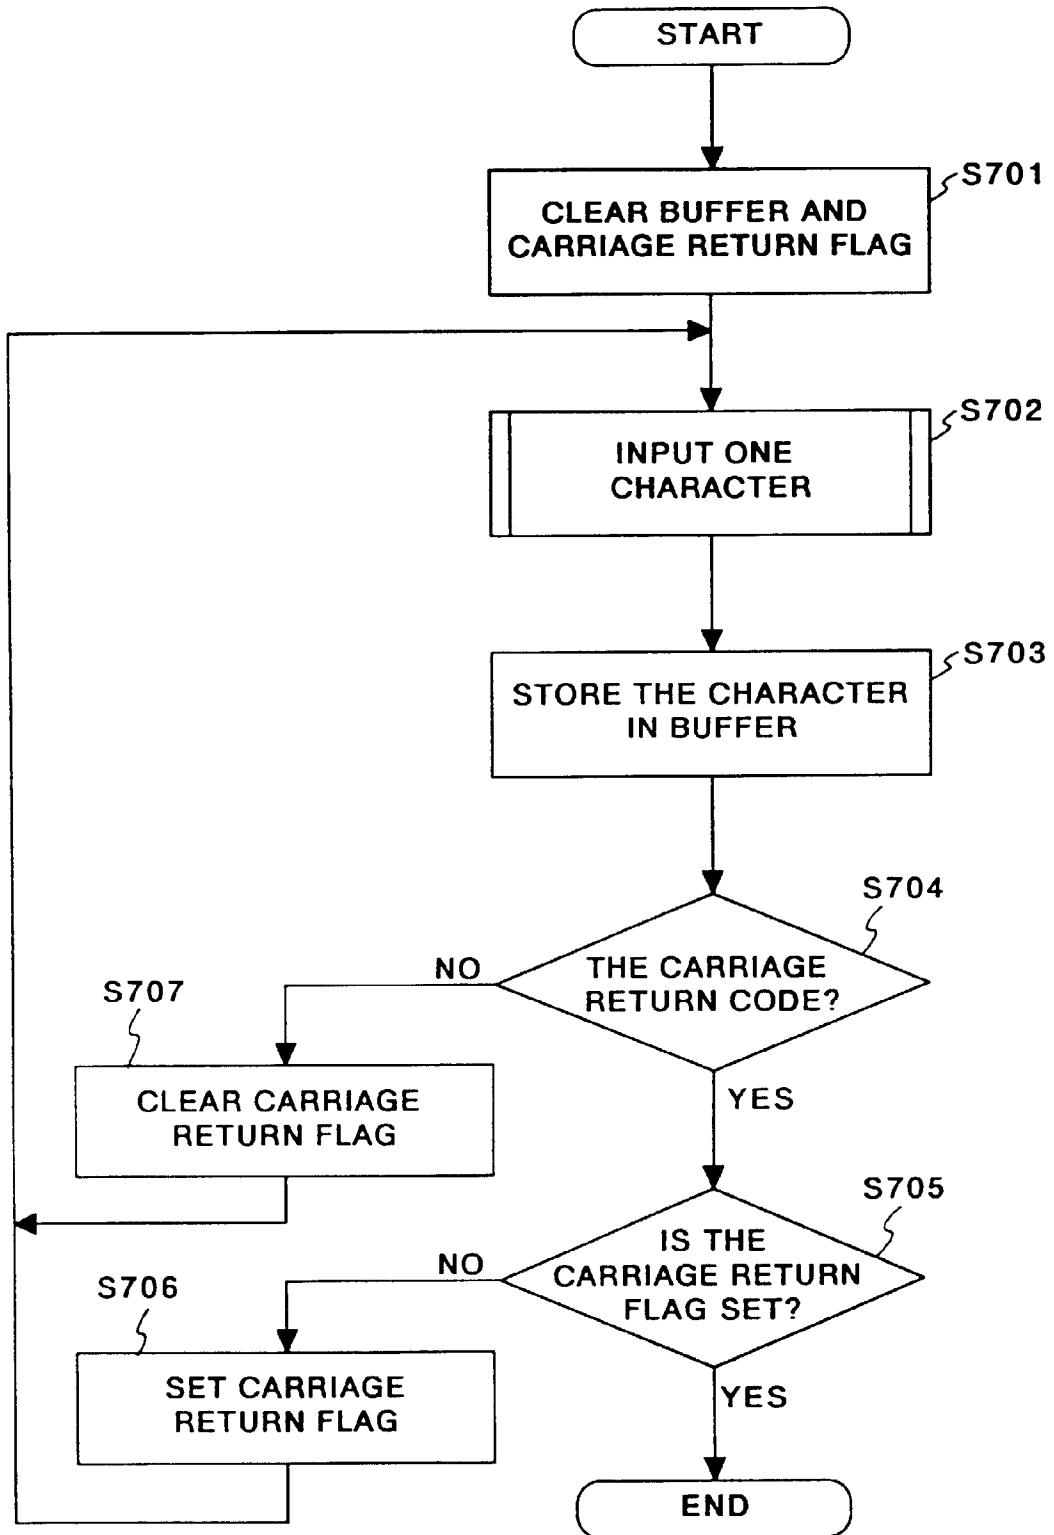 START
S701
CLEAR BUFFER AND
CARRIAGE RETURN FLAG
S702
INPUT ONE
CHARACTER
S703
STORE THE CHARACTER
IN BUFFER
S704
THE CARRIAGE
RETURN CODE?
NO
YES
S707
CLEAR CARRIAGE
RETURN FLAG
S705
IS THE
CARRIAGE RETURN
FLAG SET?
NO
YES
S706
SET CARRIAGE
RETURN FLAG
END